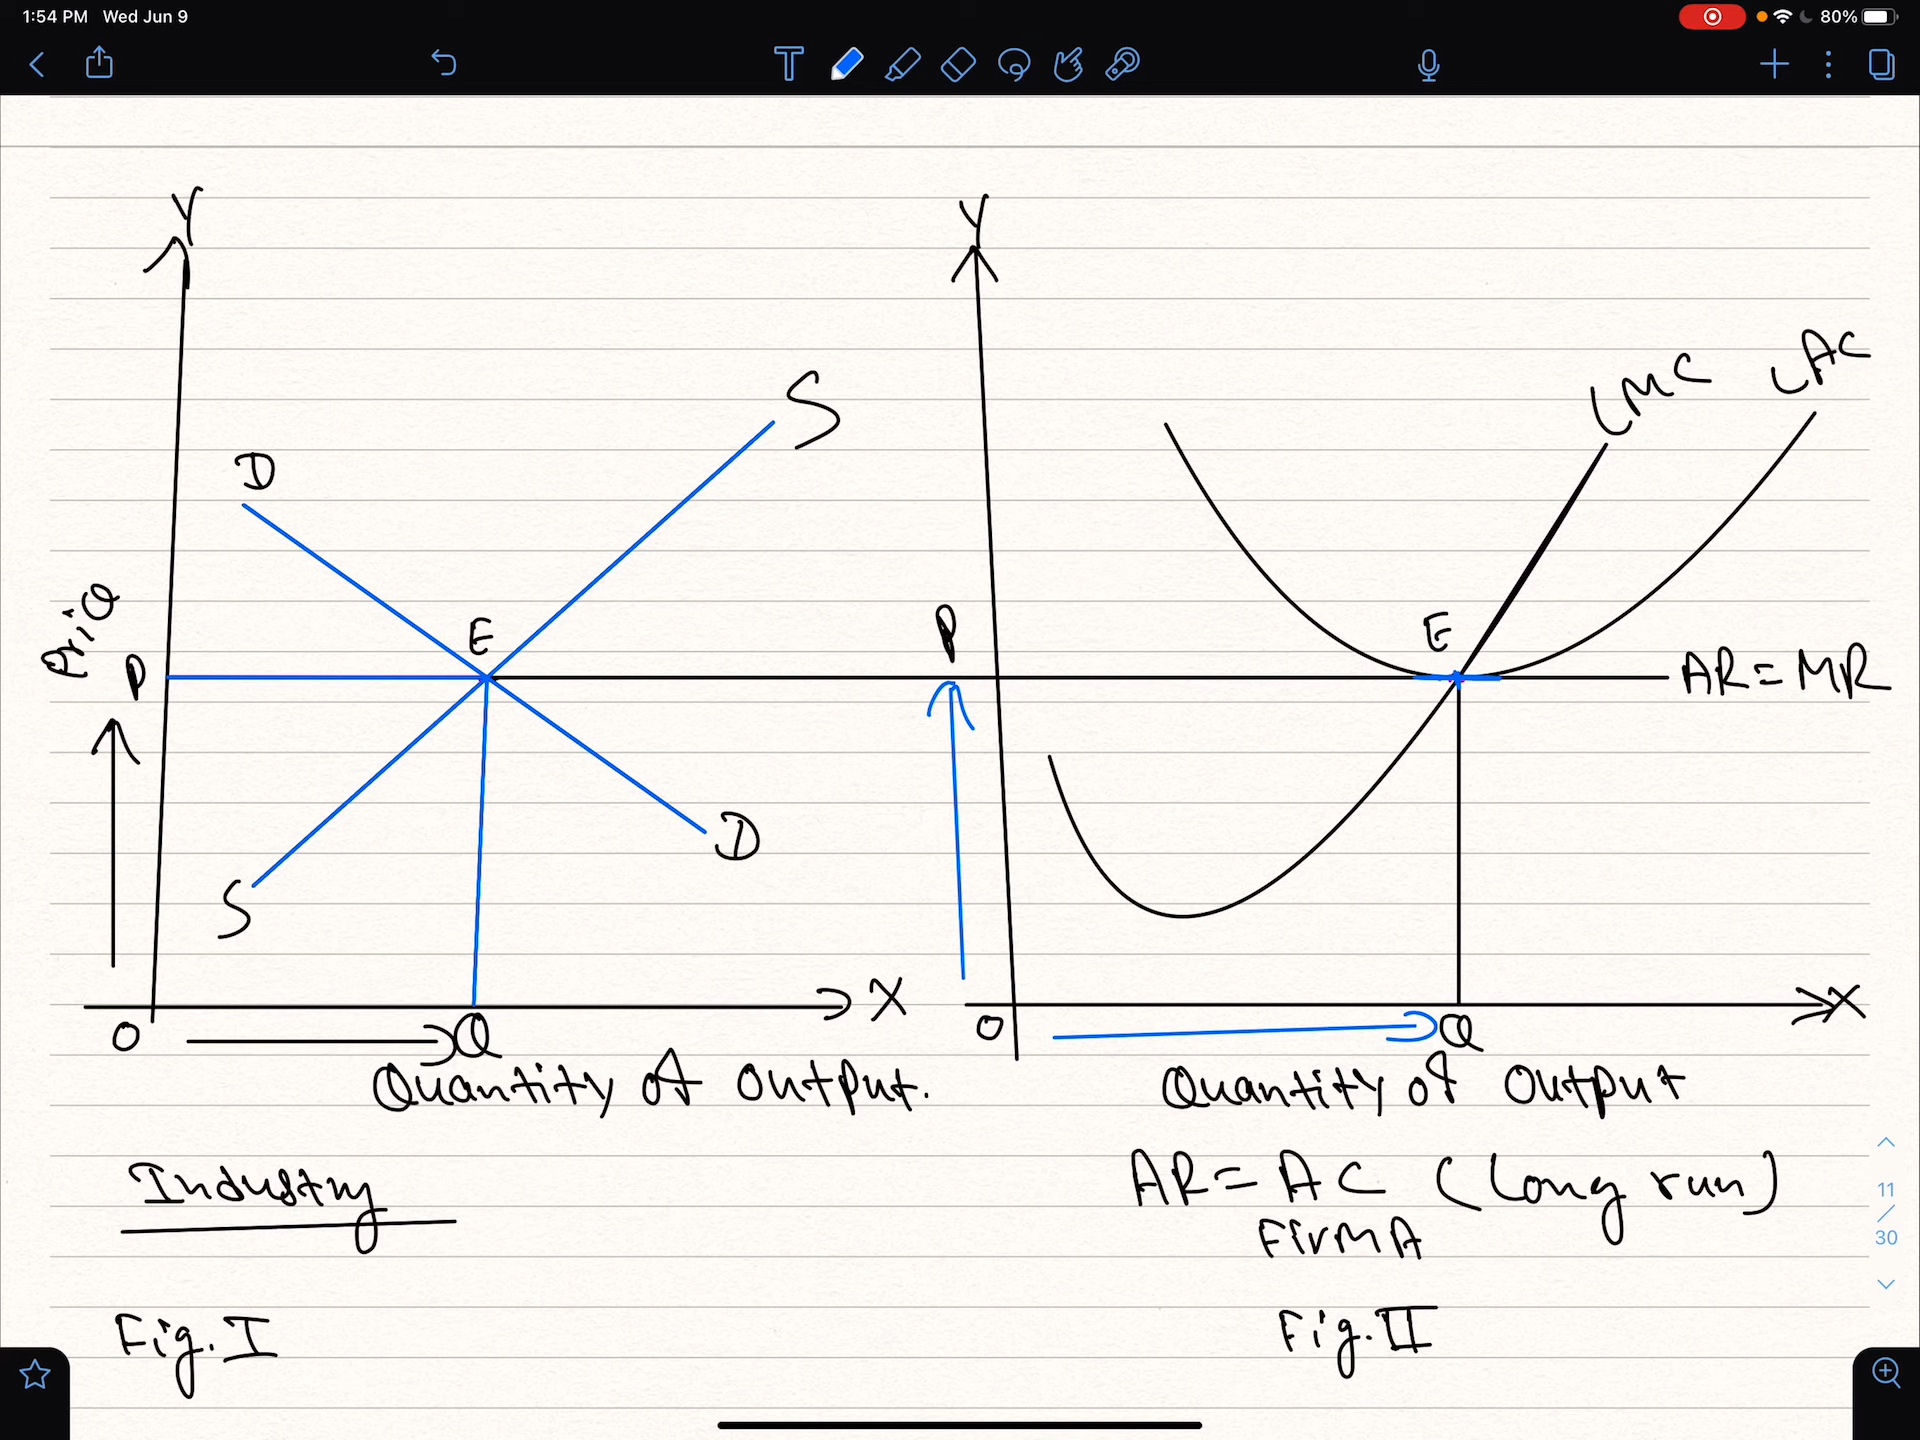 1:54 PM Wed Jun 9
80%
T
Y
Y
LMC
LAC
S
D
Price
E
P
E
P
AR = MR
D
S
X
X
O
Q
O
Q
Quantity of output.
Quantity of output
Industry
AR = AC (Long run)
Firm A
11
/
30
Fig. I
Fig. II